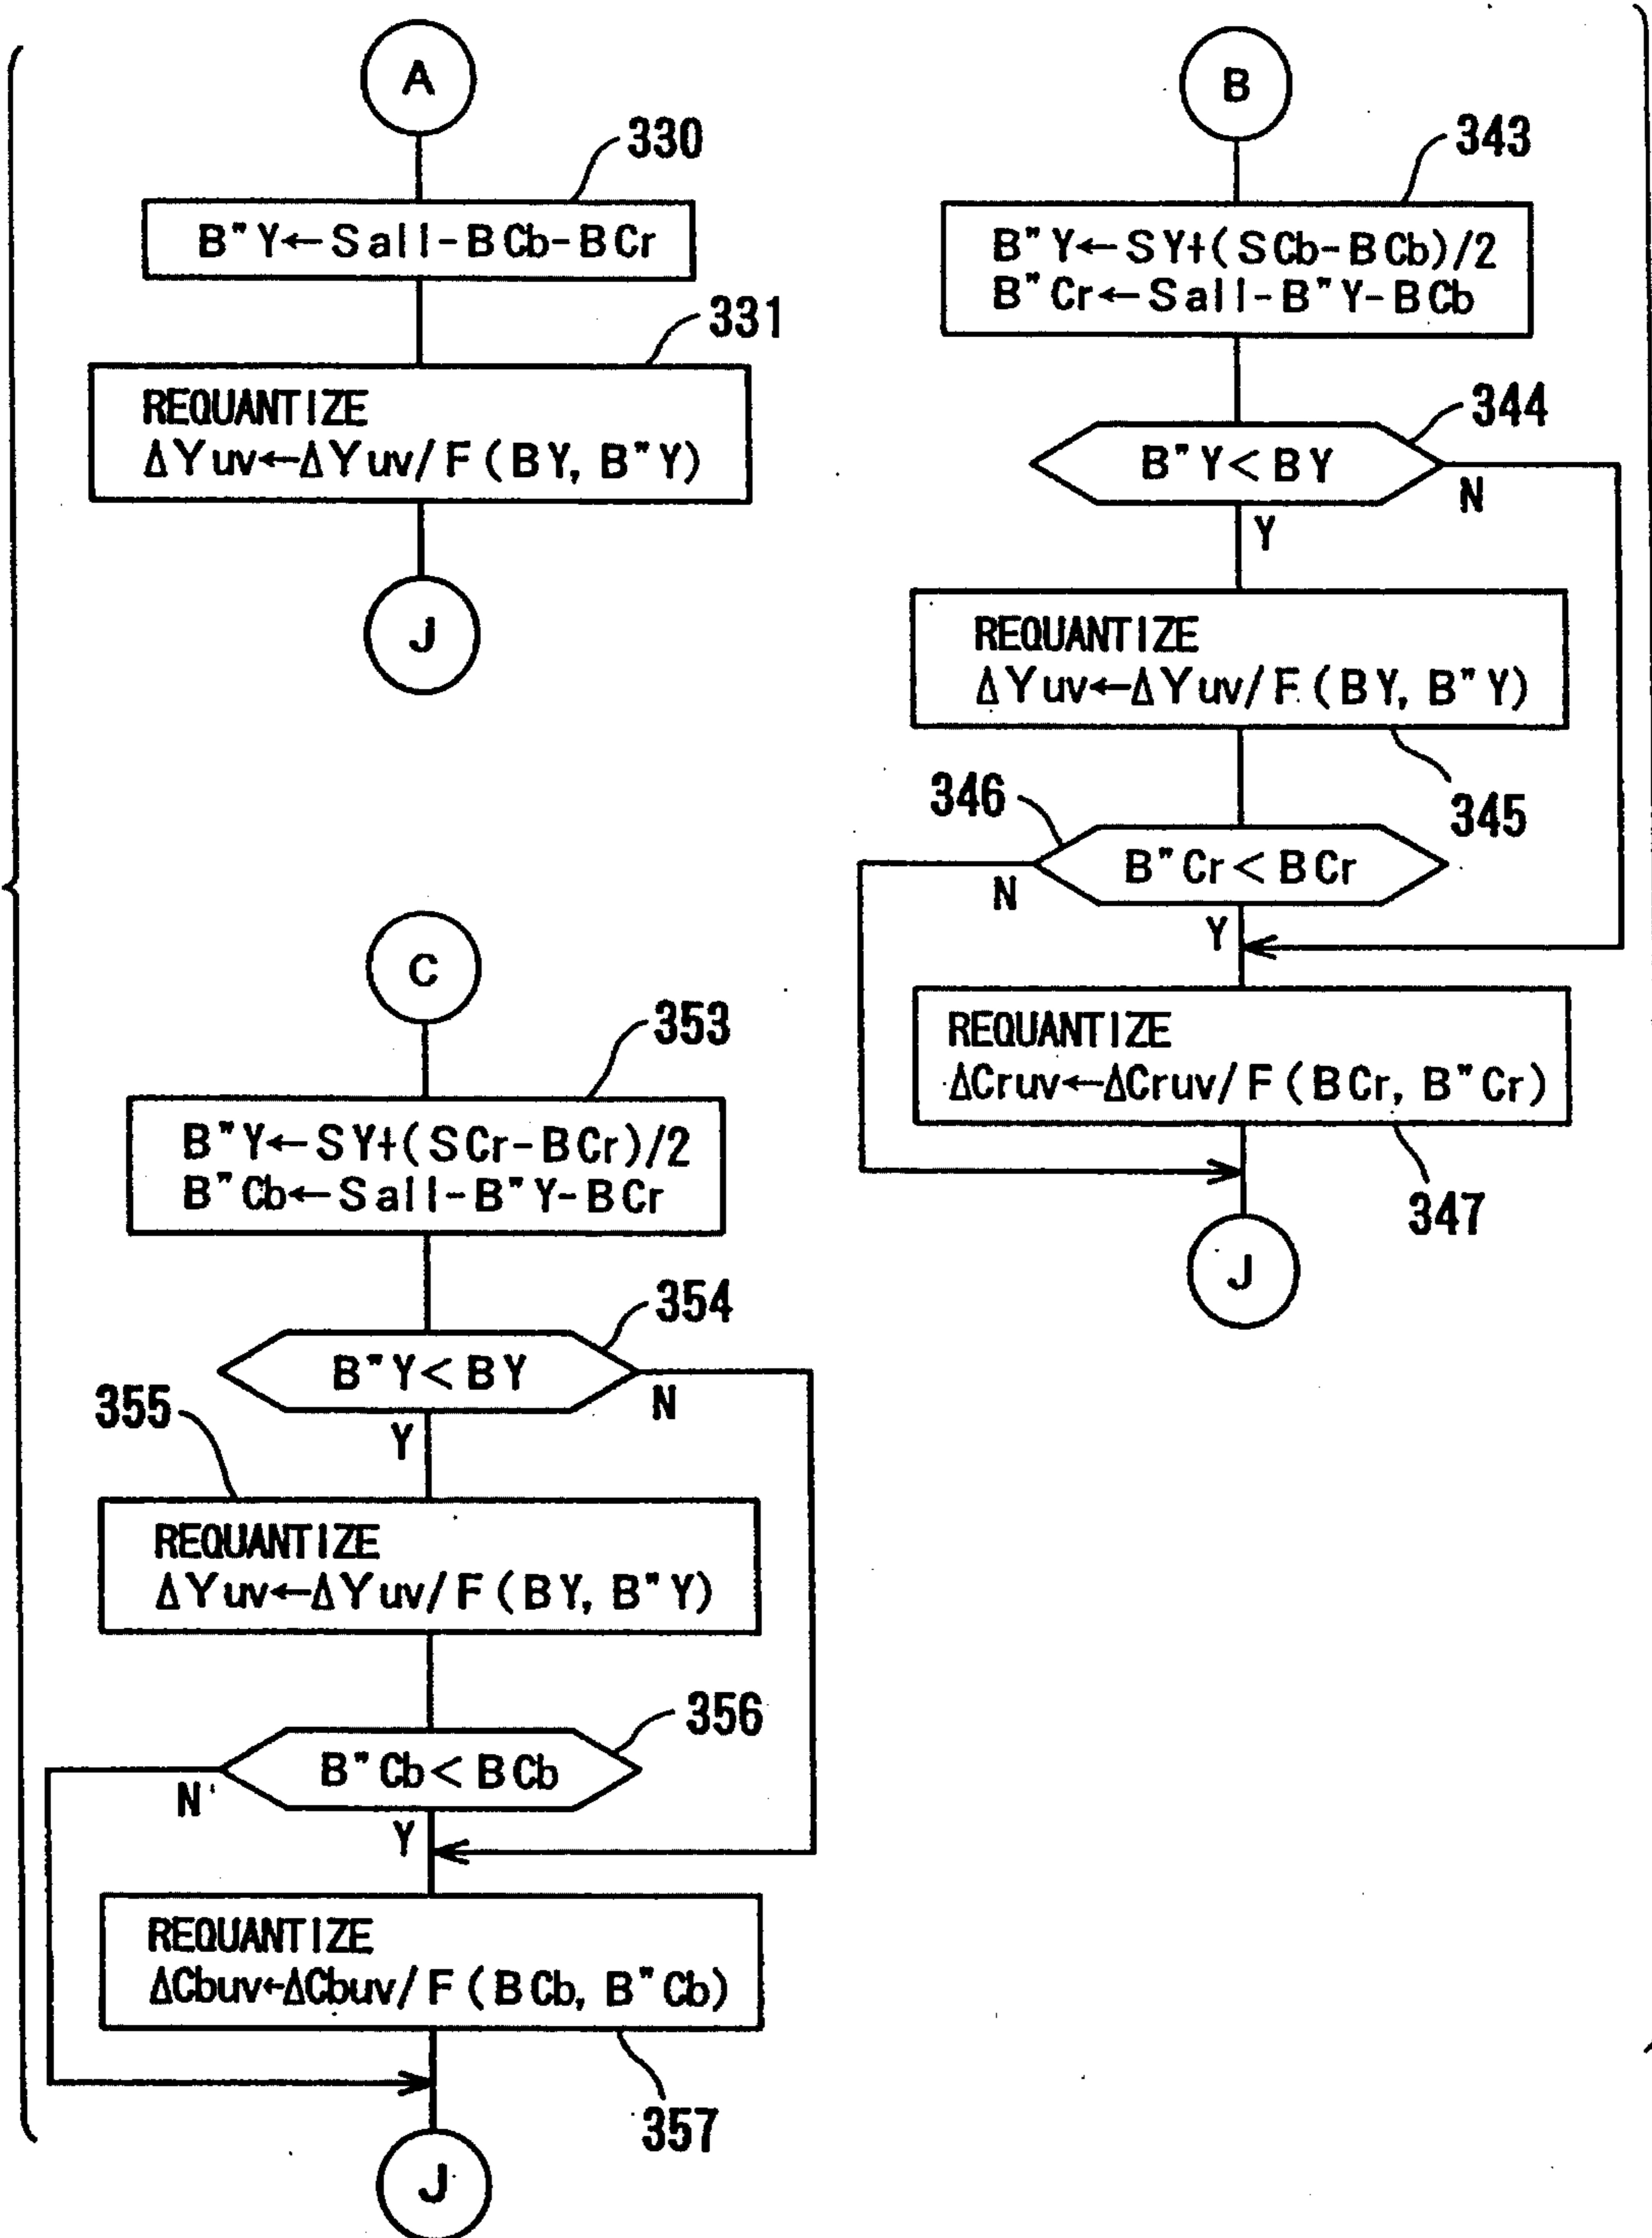 A
330
B"Y←Sall-BCb-BCr
331
REQUANTIZE
ΔYuv←ΔYuv/F(BY, B"Y)
J
B
343
B"Y←SY+(SCb-BCb)/2
B"Cr←Sall-B"Y-BCb
344
B"Y<BY
N
Y
REQUANTIZE
ΔYuv←ΔYuv/F(BY, B"Y)
345
346
B"Cr<BCr
N
Y
REQUANTIZE
ΔCruv←ΔCruv/F(BCr, B"Cr)
347
J
C
353
B"Y←SY+(SCr-BCr)/2
B"Cb←Sall-B"Y-BCr
354
B"Y<BY
N
Y
355
REQUANTIZE
ΔYuv←ΔYuv/F(BY, B"Y)
356
B"Cb<BCb
N
Y
REQUANTIZE
ΔCbuv←ΔCbuv/F(BCb, B"Cb)
357
J